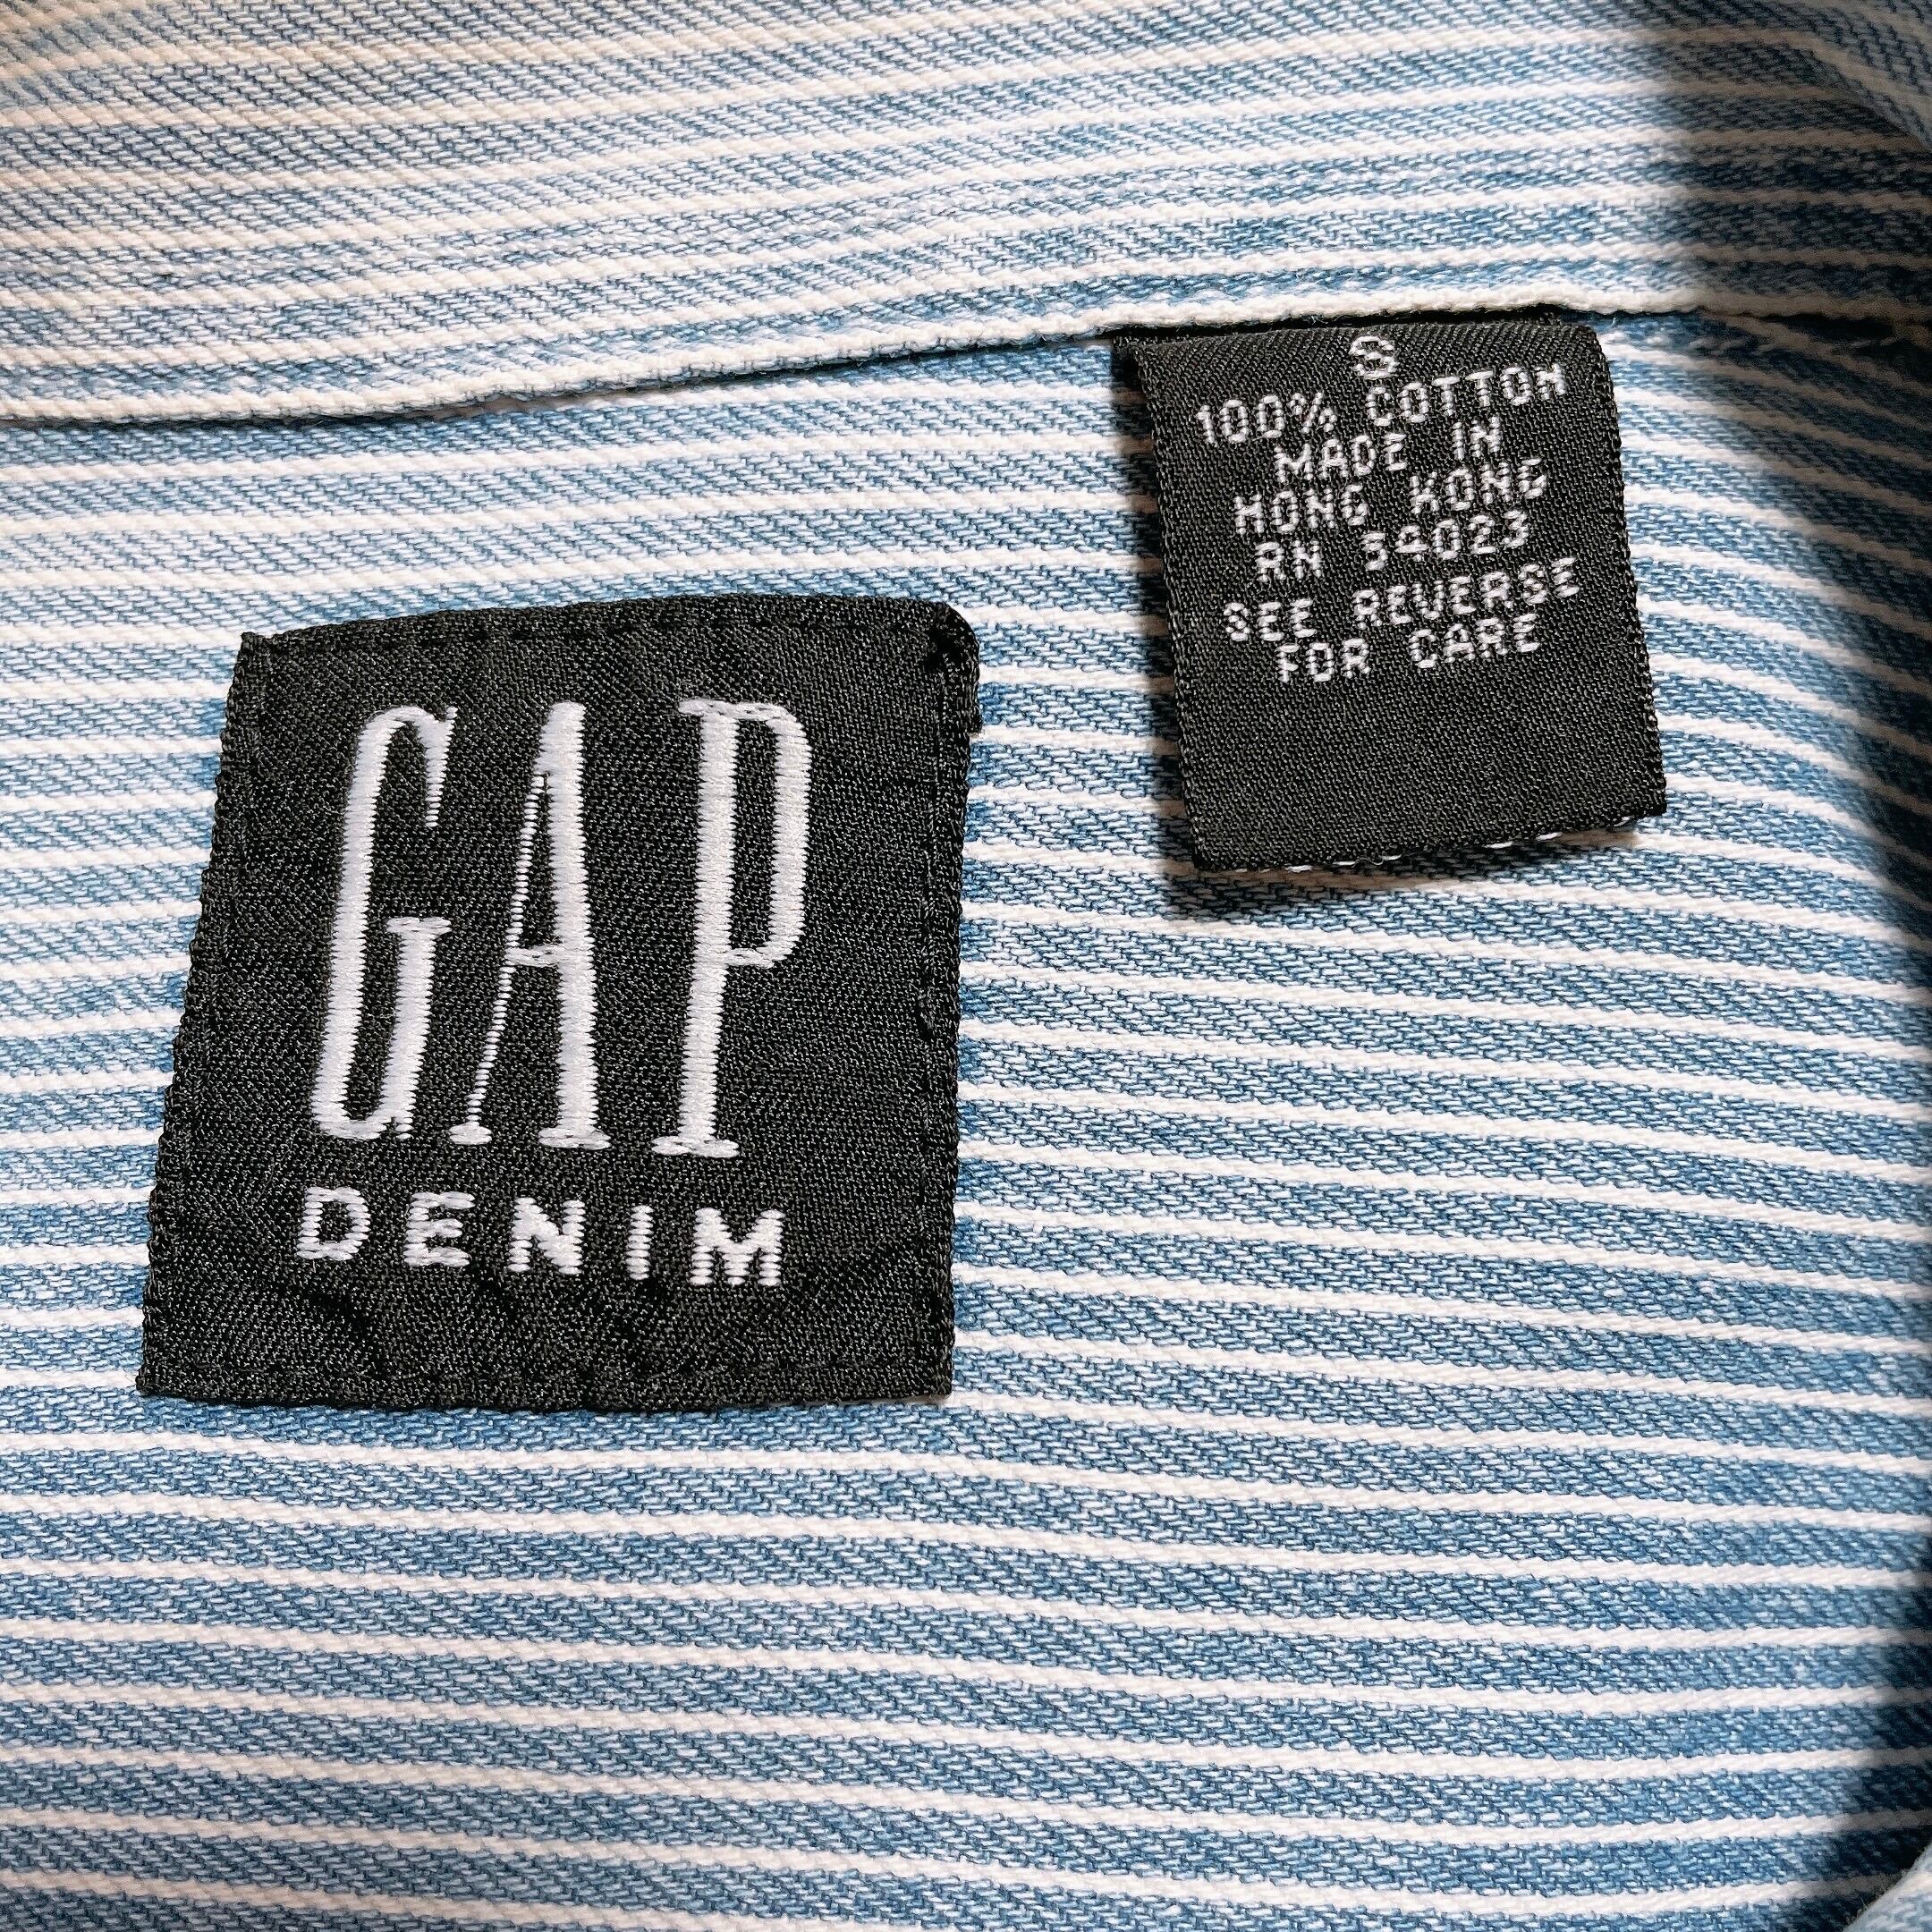 GAP
DENIM
S
100% COTTON
MADE IN
HONG KONG
RN 54023
SEE REVERSE
FOR CARE